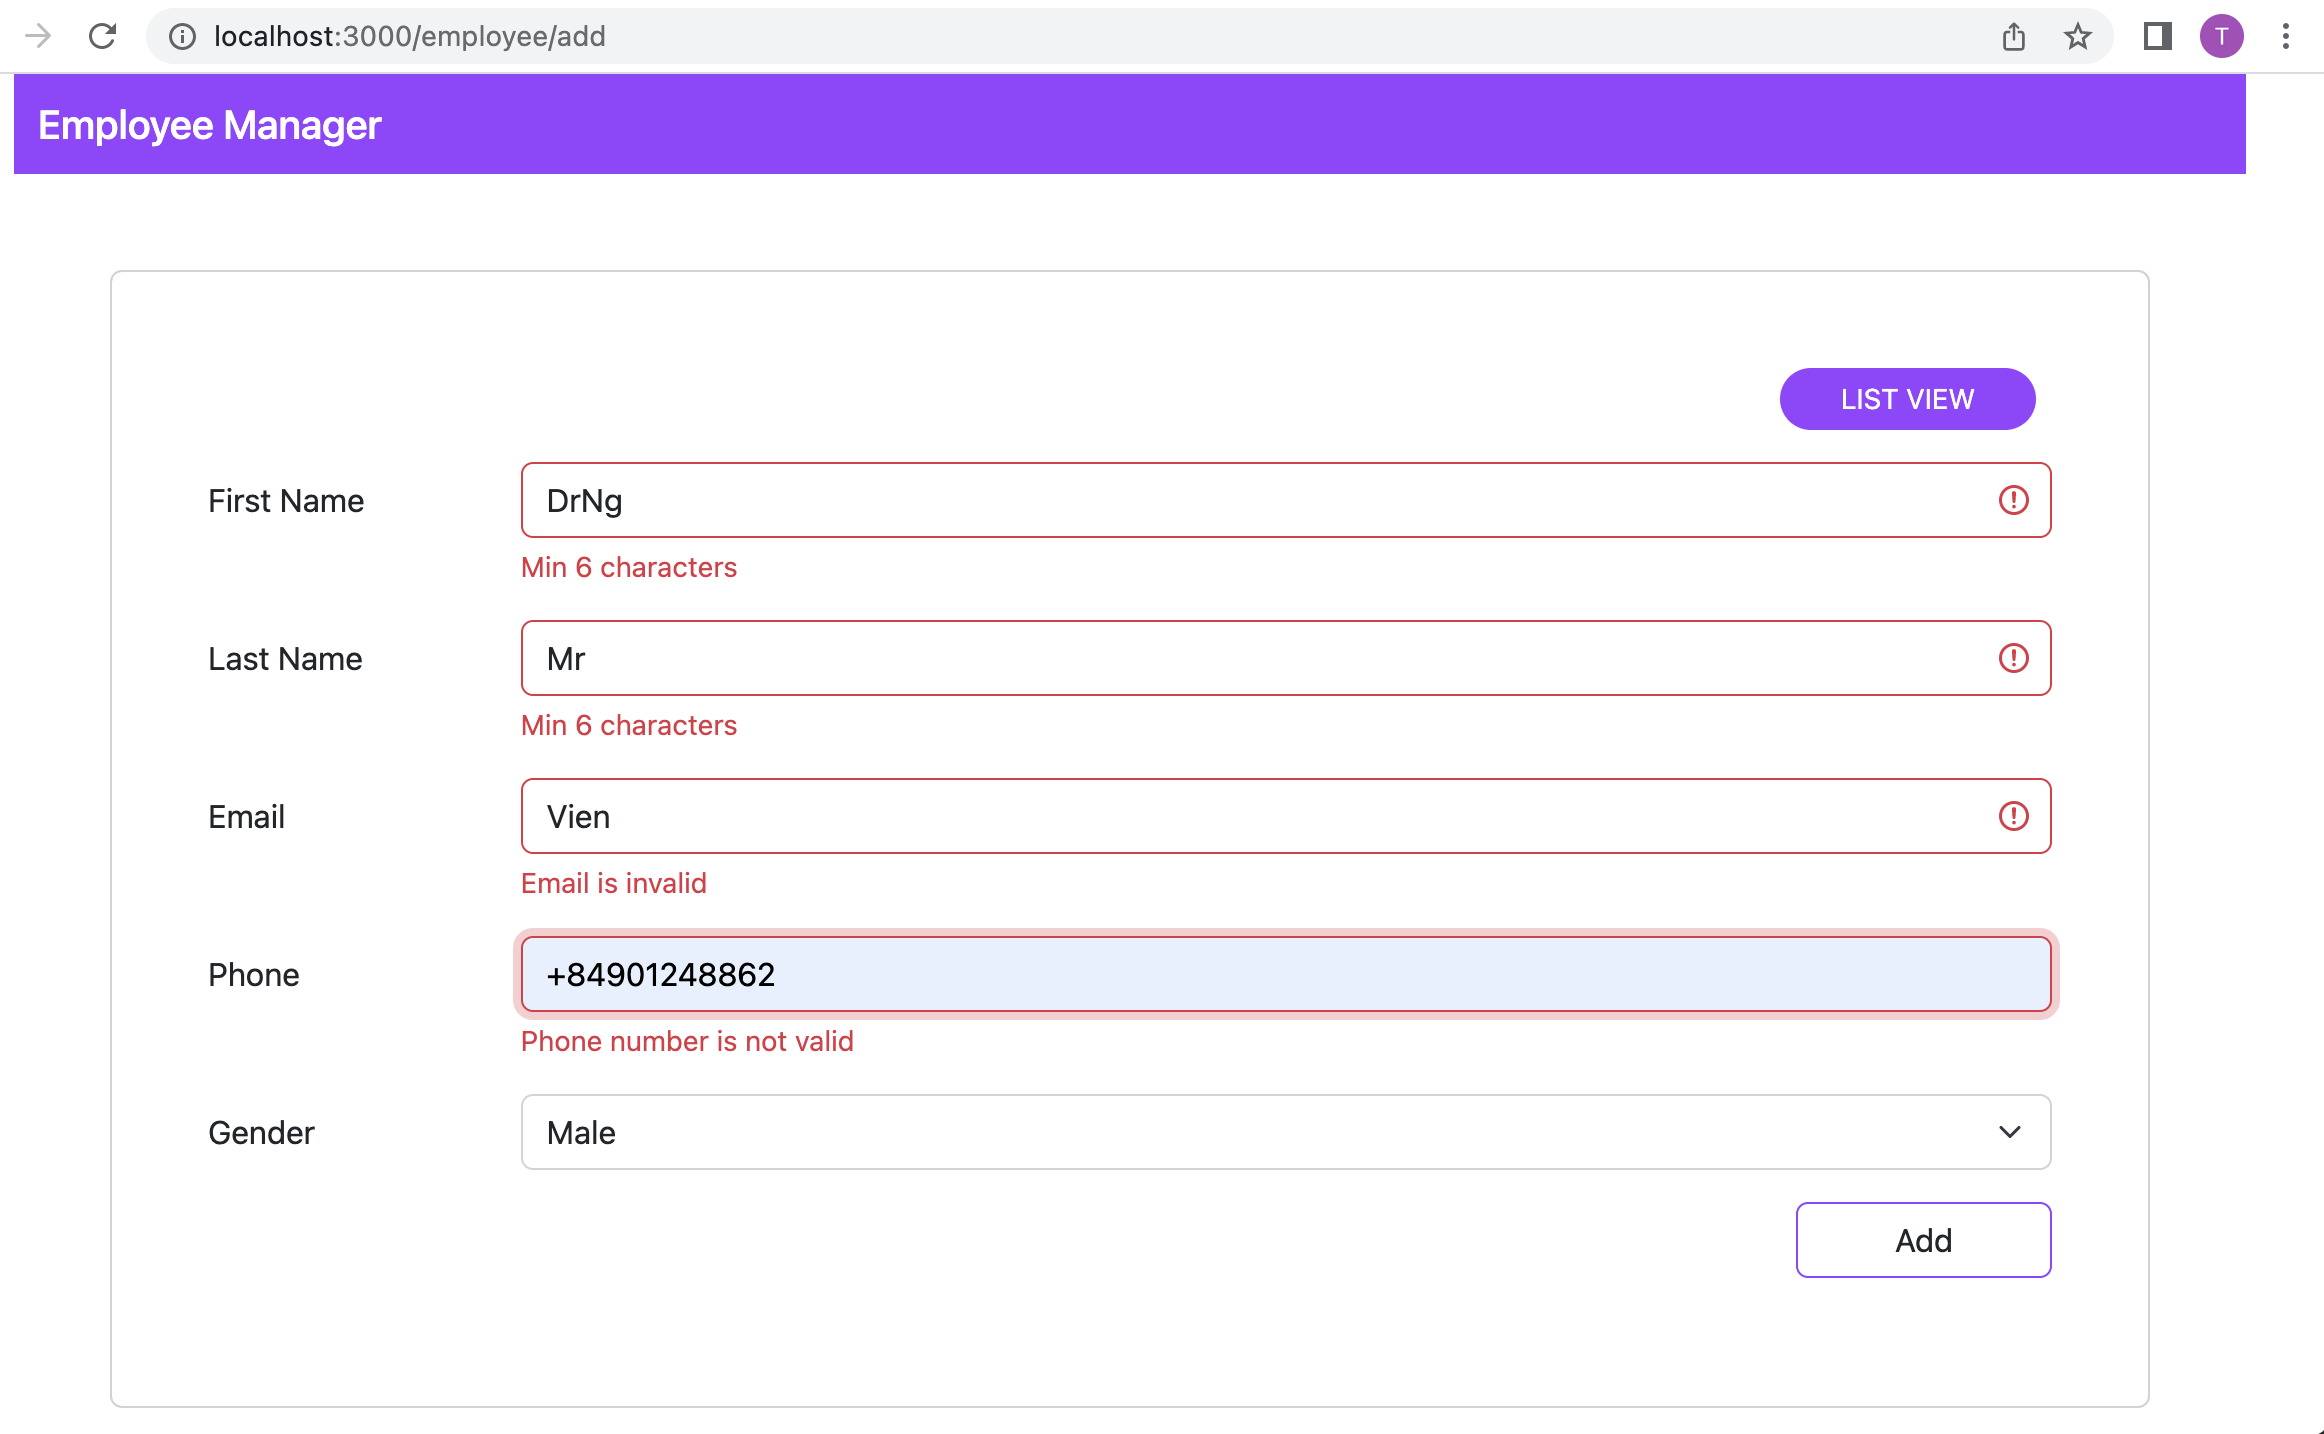 localhost:3000/employee/add
T
Employee Manager
LIST VIEW
First Name
DrNg
Min 6 characters
Last Name
Mr
Min 6 characters
Email
Vien
Email is invalid
Phone
+84901248862
Phone number is not valid
Gender
Male
Add